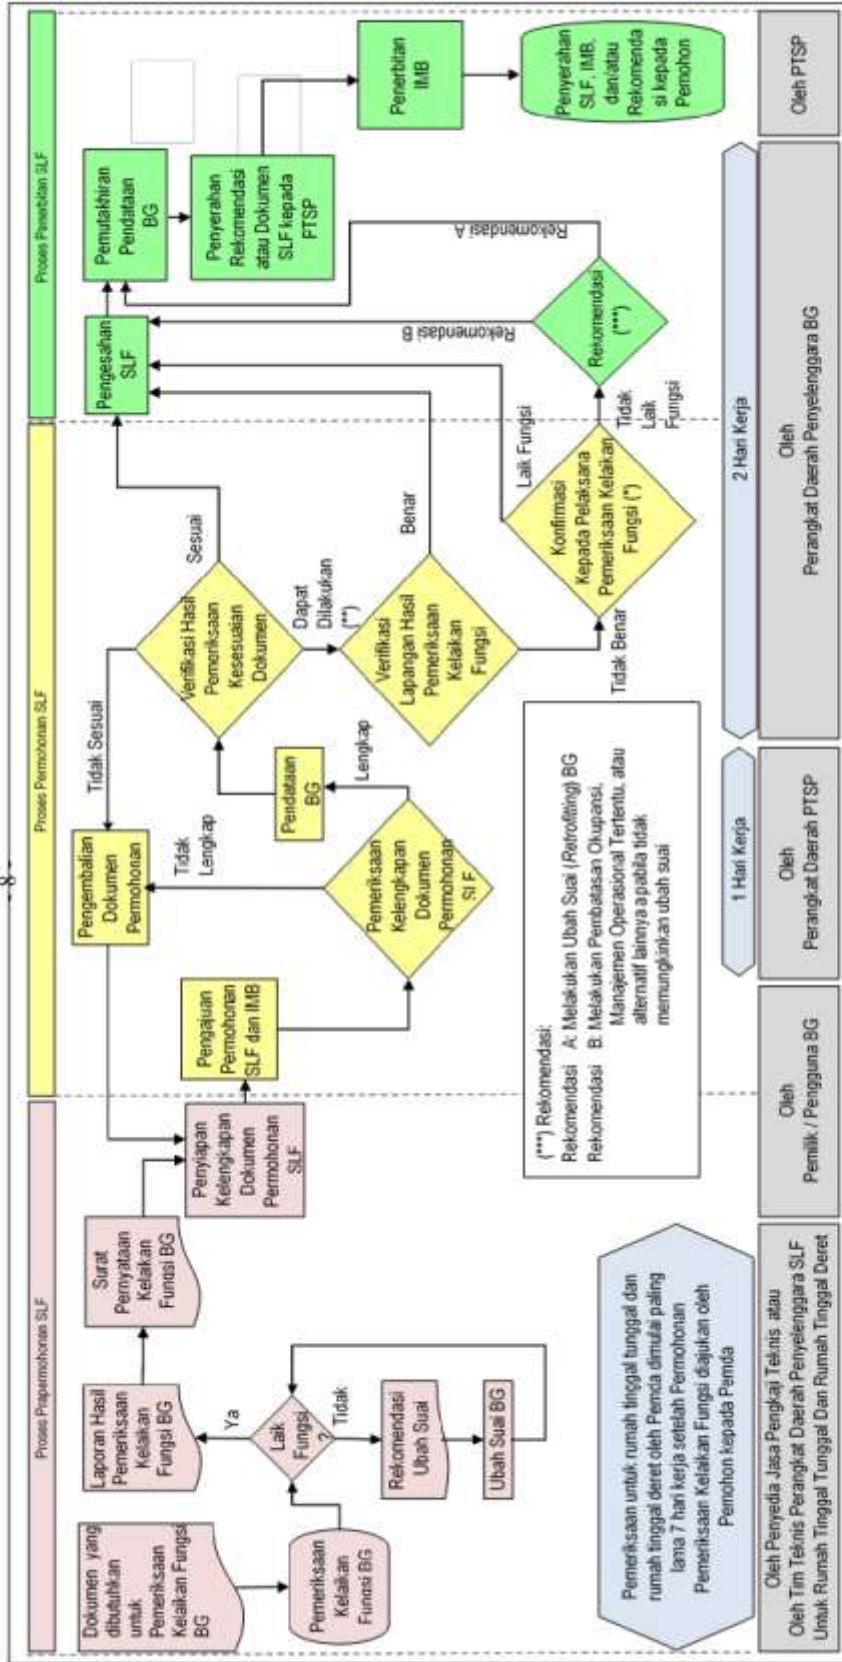 - 8 -
Proses Prapermohonan SLF
Proses Permohonan SLF
Proses Penerbitan SLF
Dokumen yang
dibutuhkan
untuk
Pemeriksaan
Kelaikan Fungsi
BG
Pemeriksaan
Kelaikan
Fungsi BG
Laik
Fungsi
?
Ya
Tidak
Laporan Hasil
Pemeriksaan
Kelaikan
Fungsi BG
Rekomendasi
Ubah Suai
Ubah Suai BG
Surat
Pernyataan
Kelaikan
Fungsi BG
Penyiapan
Kelengkapan
Dokumen
Permohonan
SLF
Pengajuan
Permohonan
SLF dan IMB
Pengembalian
Dokumen
Permohonan
Tidak
Lengkap
Pemeriksaan
Kelengkapan
Dokumen
Permohonan
SLF
Lengkap
Pendataan
BG
Tidak Sesuai
Verifikasi Hasil
Pemeriksaan
Kesesuaian
Dokumen
Sesuai
Dapat
Dilakukan
(**)
Verifikasi
Lapangan Hasil
Pemeriksaan
Kelaikan
Fungsi
Benar
Tidak Benar
Konfirmasi
Kepada Pelaksana
Pemeriksaan Kelaikan
Fungsi (*)
Laik Fungsi
Tidak
Laik
Fungsi
Rekomendasi
(***)
Rekomendasi B
Rekomendasi A
Pengesahan
SLF
Pemutakhiran
Pendataan
BG
Penyerahan
Rekomendasi
atau Dokumen
SLF kepada
PTSP
Penerbitan
IMB
Penyerahan
SLF, IMB,
dan/atau
Rekomenda
si kepada
Pemohon
(***) Rekomendasi:
Rekomendasi A: Melakukan Ubah Suai (Retrofitting) BG
Rekomendasi B: Melakukan Pembatasan Okupansi,
Manajemen Operasional Tertentu, atau
alternatif lainnya apabila tidak
memungkinkan ubah suai
Pemeriksaan untuk rumah tinggal tunggal dan
rumah tinggal deret oleh Pemda dimulai paling
lama 7 hari kerja setelah Permohonan
Pemeriksaan Kelaikan Fungsi diajukan oleh
Pemohon kepada Pemda
1 Hari Kerja
2 Hari Kerja
Oleh Penyedia Jasa Pengkaji Teknis atau
Oleh Tim Teknis Perangkat Daerah Penyelenggara SLF
Untuk Rumah Tinggal Tunggal Dan Rumah Tinggal Deret
Oleh
Pemilik / Pengguna BG
Oleh
Perangkat Daerah PTSP
Oleh
Perangkat Daerah Penyelenggara BG
Oleh PTSP